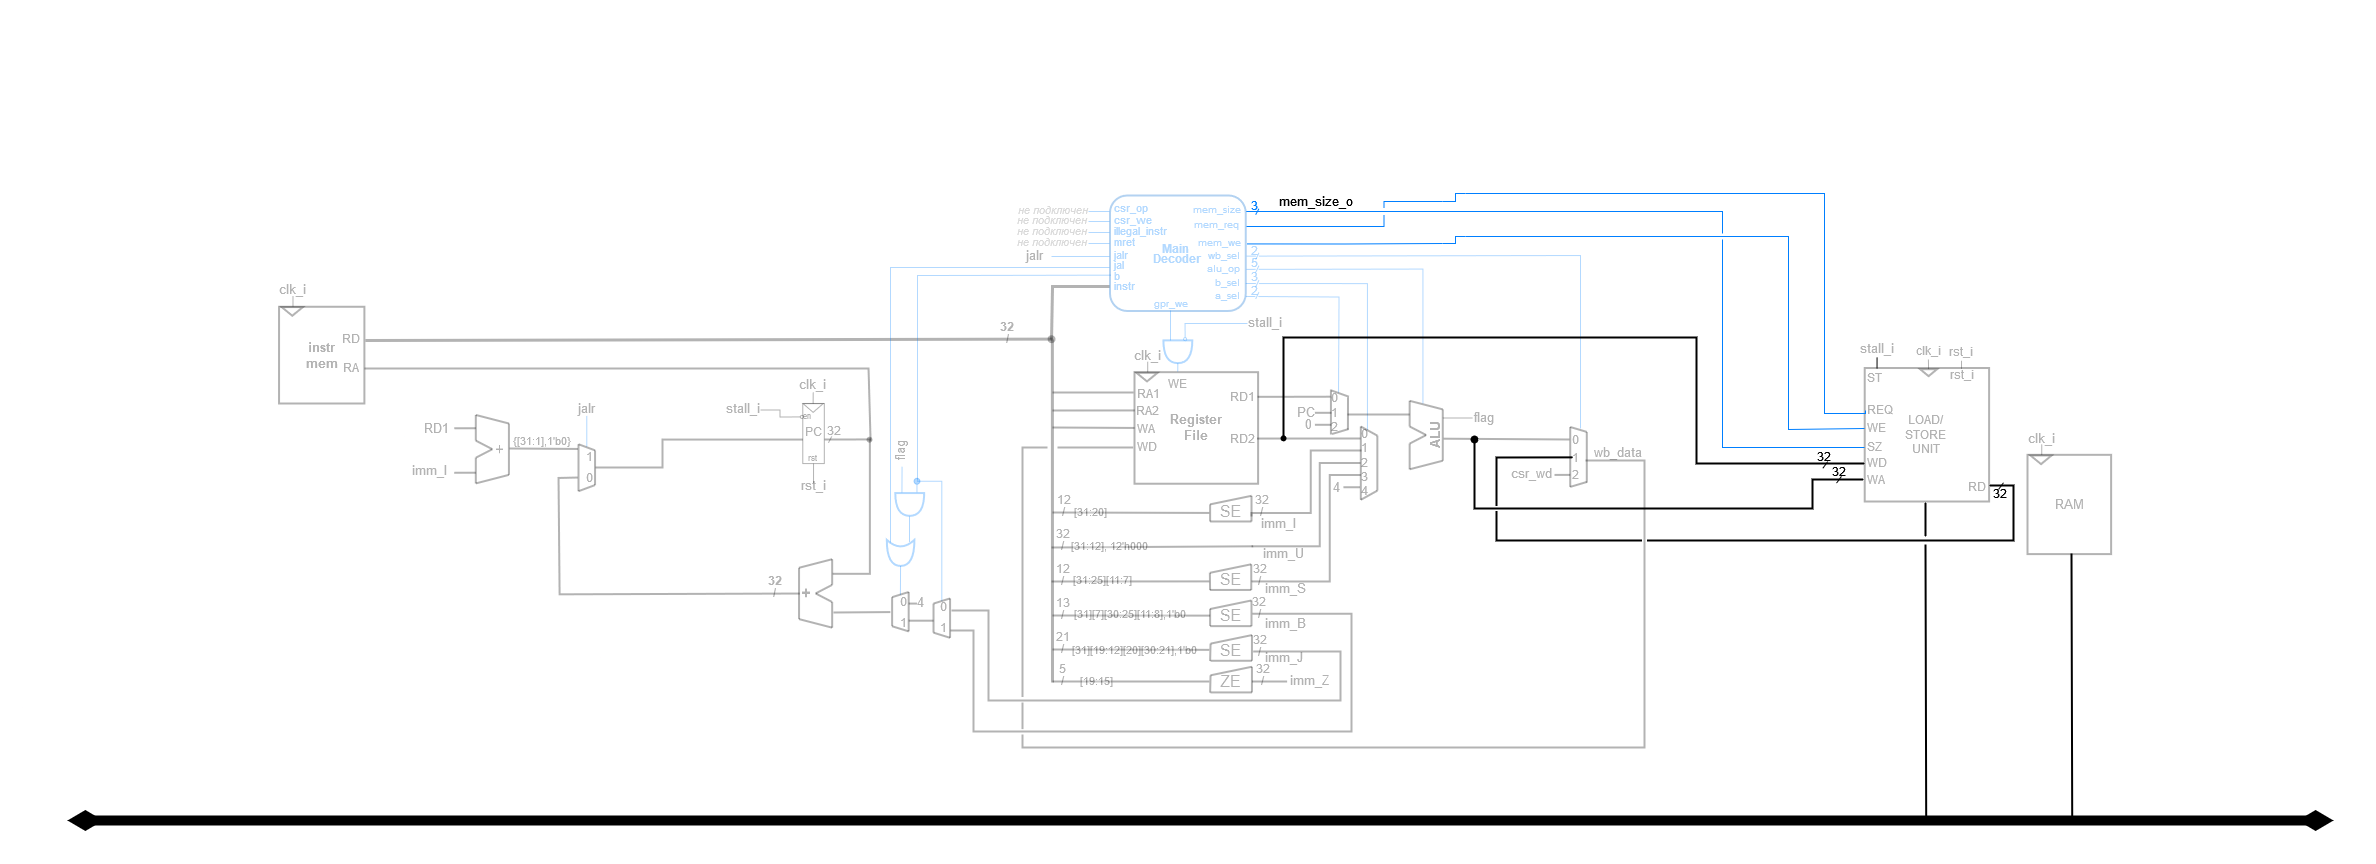 mem_size_o
3
не подключен
не подключен
не подключен
не подключен
jalr
csr_op
csr_we
illegal_instr
mret
jalr
jal
b
instr
Main
Decoder
mem_size
mem_req
mem_we
wb_sel
alu_op
b_sel
a_sel
gpr_we
2
5
3
2
stall_i
clk_i
instr
mem
RD
RA
32
RD1
imm_I
+
{[31:1],1'b0}
jalr
1
0
stall_i
clk_i
en
PC
rst
32
rst_i
flag
32
+
0
4
1
0
1
clk_i
WE
RA1
RA2
WA
WD
Register
File
RD1
RD2
PC
0
0
1
2
0
1
2
3
4
4
ALU
flag
0
1
2
csr_wd
wb_data
12
[31:20]
SE
32
imm_I
32
[31:12], 12'h000
imm_U
12
[31:25][11:7]
SE
32
imm_S
13
[31][7][30:25][11:8],1'b0
SE
32
imm_B
21
[31][19:12][20][30:21],1'b0
SE
32
imm_J
5
[19:15]
ZE
32
imm_Z
stall_i
clk_i
rst_i
ST
rst_i
REQ
WE
SZ
WD
WA
LOAD/
STORE
UNIT
RD
32
32
32
clk_i
RAM